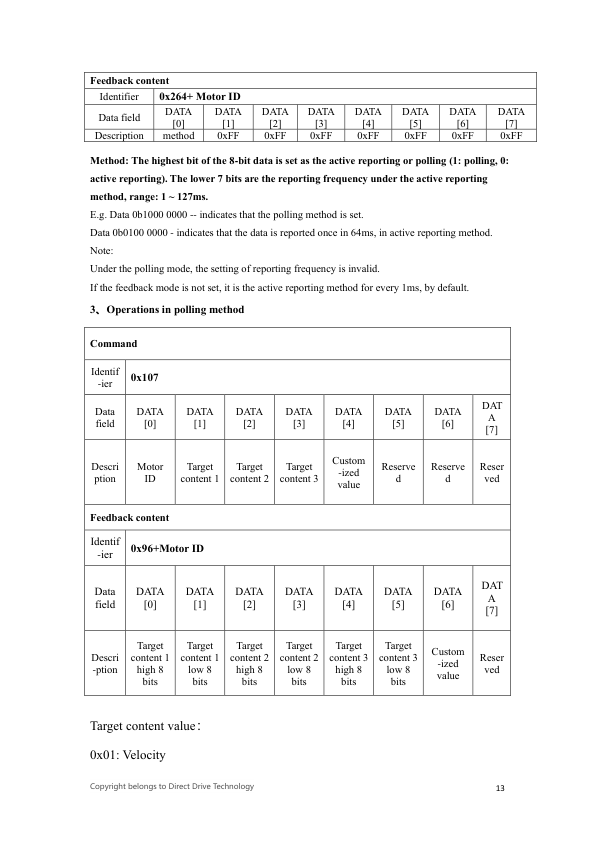 Feedback content
Identifier 0x264+ Motor ID
Data field DATA [0] DATA [1] DATA [2] DATA [3] DATA [4] DATA [5] DATA [6] DATA [7]
Description method 0xFF 0xFF 0xFF 0xFF 0xFF 0xFF 0xFF
Method: The highest bit of the 8-bit data is set as the active reporting or polling (1: polling, 0:
active reporting). The lower 7 bits are the reporting frequency under the active reporting
method, range: 1 ~ 127ms.
E.g. Data 0b1000 0000 -- indicates that the polling method is set.
Data 0b0100 0000 - indicates that the data is reported once in 64ms, in active reporting method.
Note:
Under the polling mode, the setting of reporting frequency is invalid.
If the feedback mode is not set, it is the active reporting method for every 1ms, by default.
3、Operations in polling method
Command
Identif-ier 0x107
Data field DATA [0] DATA [1] DATA [2] DATA [3] DATA [4] DATA [5] DATA [6] DATA [7]
Description Motor ID Target content 1 Target content 2 Target content 3 Custom-ized value Reserved Reserved Reserved
Feedback content
Identif-ier 0x96+Motor ID
Data field DATA [0] DATA [1] DATA [2] DATA [3] DATA [4] DATA [5] DATA [6] DATA [7]
Descri-ption Target content 1 high 8 bits Target content 1 low 8 bits Target content 2 high 8 bits Target content 2 low 8 bits Target content 3 high 8 bits Target content 3 low 8 bits Custom-ized value Reserved
Target content value：
0x01: Velocity
Copyright belongs to Direct Drive Technology 13